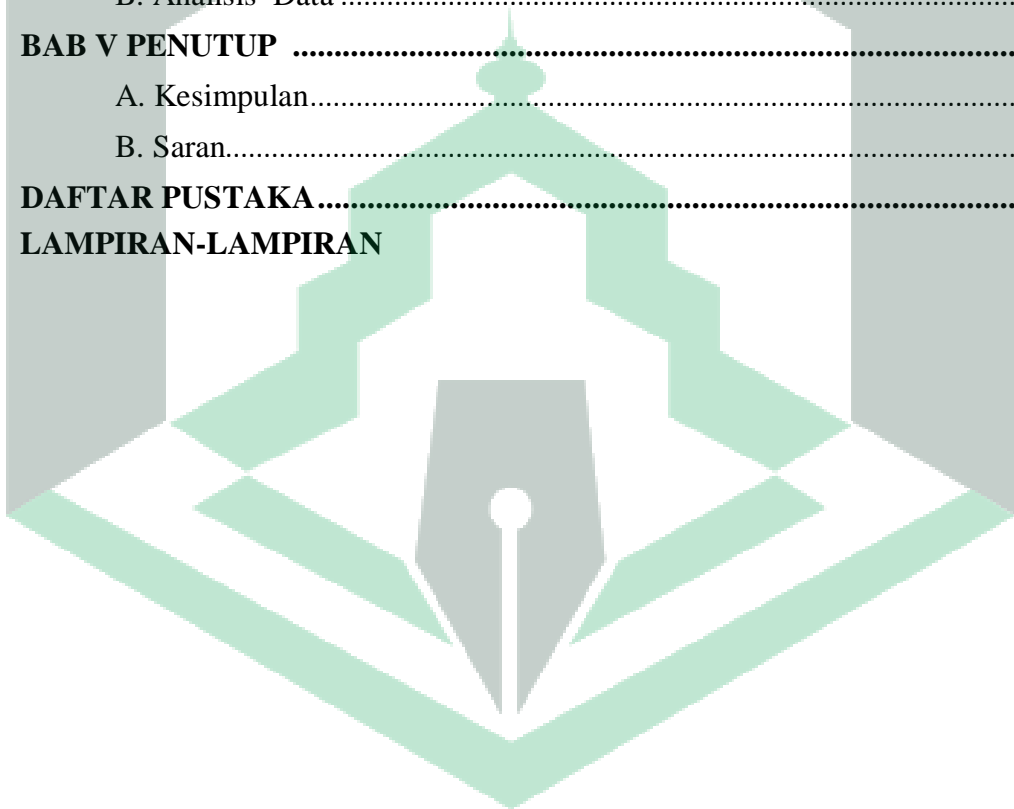 B. Analisis Data ........................................................................
BAB V PENUTUP ........................................................................
A. Kesimpulan........................................................................
B. Saran........................................................................
DAFTAR PUSTAKA........................................................................
LAMPIRAN-LAMPIRAN